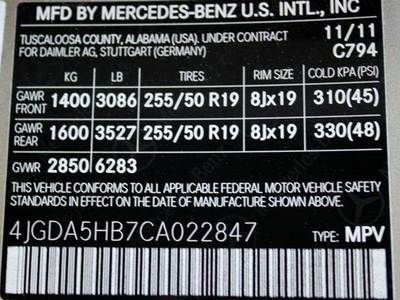 MFD BY MERCEDES-BENZ U.S. INTL., INC
TUSCALOOSA COUNTY, ALABAMA (USA). UNDER CONTRACT 11/11
FOR DAIMLER AG, STUTTGART (GERMANY) C794
KG LB TIRES RIM SIZE COLD KPA (PSI)
GAWR FRONT 1400 3086 255/50 R19 8Jx19 310(45)
GAWR REAR 1600 3527 255/50 R19 8Jx19 330(48)
GVWR 2850 6283
THIS VEHICLE CONFORMS TO ALL APPLICABLE FEDERAL MOTOR VEHICLE SAFETY
STANDARDS IN EFFECT ON THE DATE OF MANUFACTURE SHOWN ABOVE.
4JGDA5HB7CA022847 TYPE: MPV